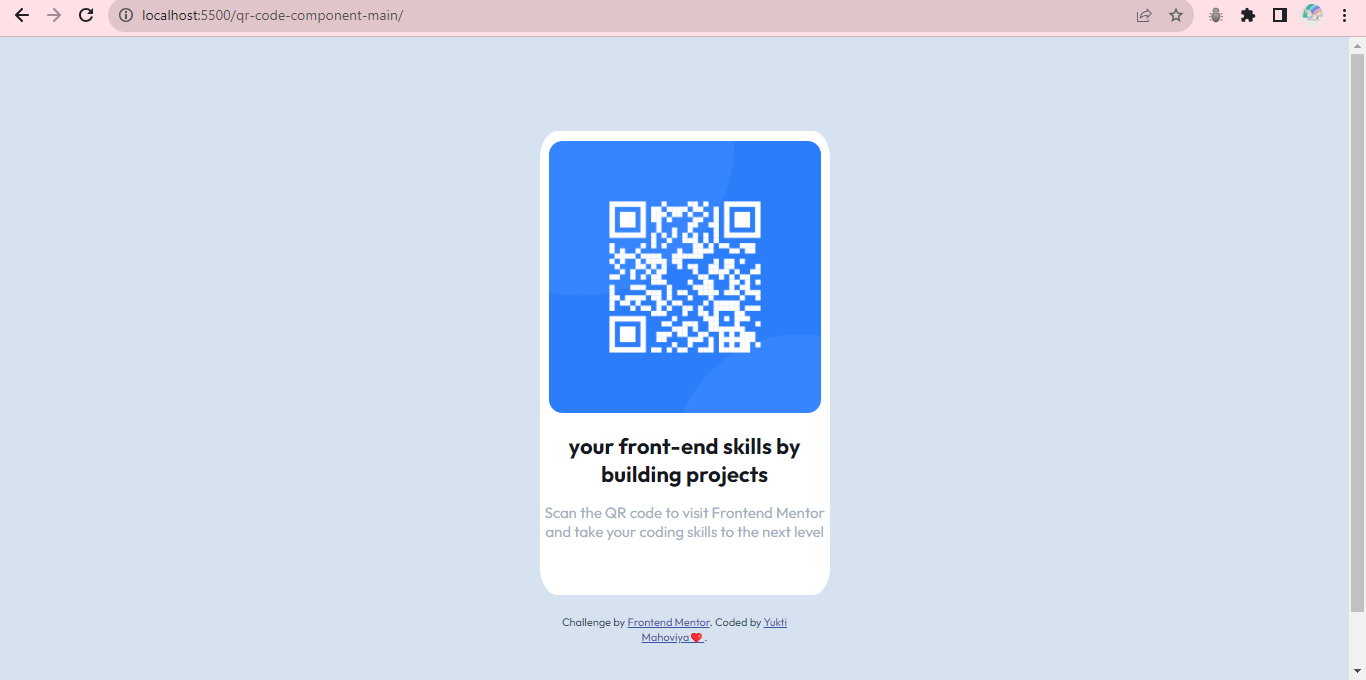 localhost:5500/qr-code-component-main/
your front-end skills by
building projects
Scan the QR code to visit Frontend Mentor
and take your coding skills to the next level
Challenge by Frontend Mentor. Coded by Yukti
Mahoviya❤️ .